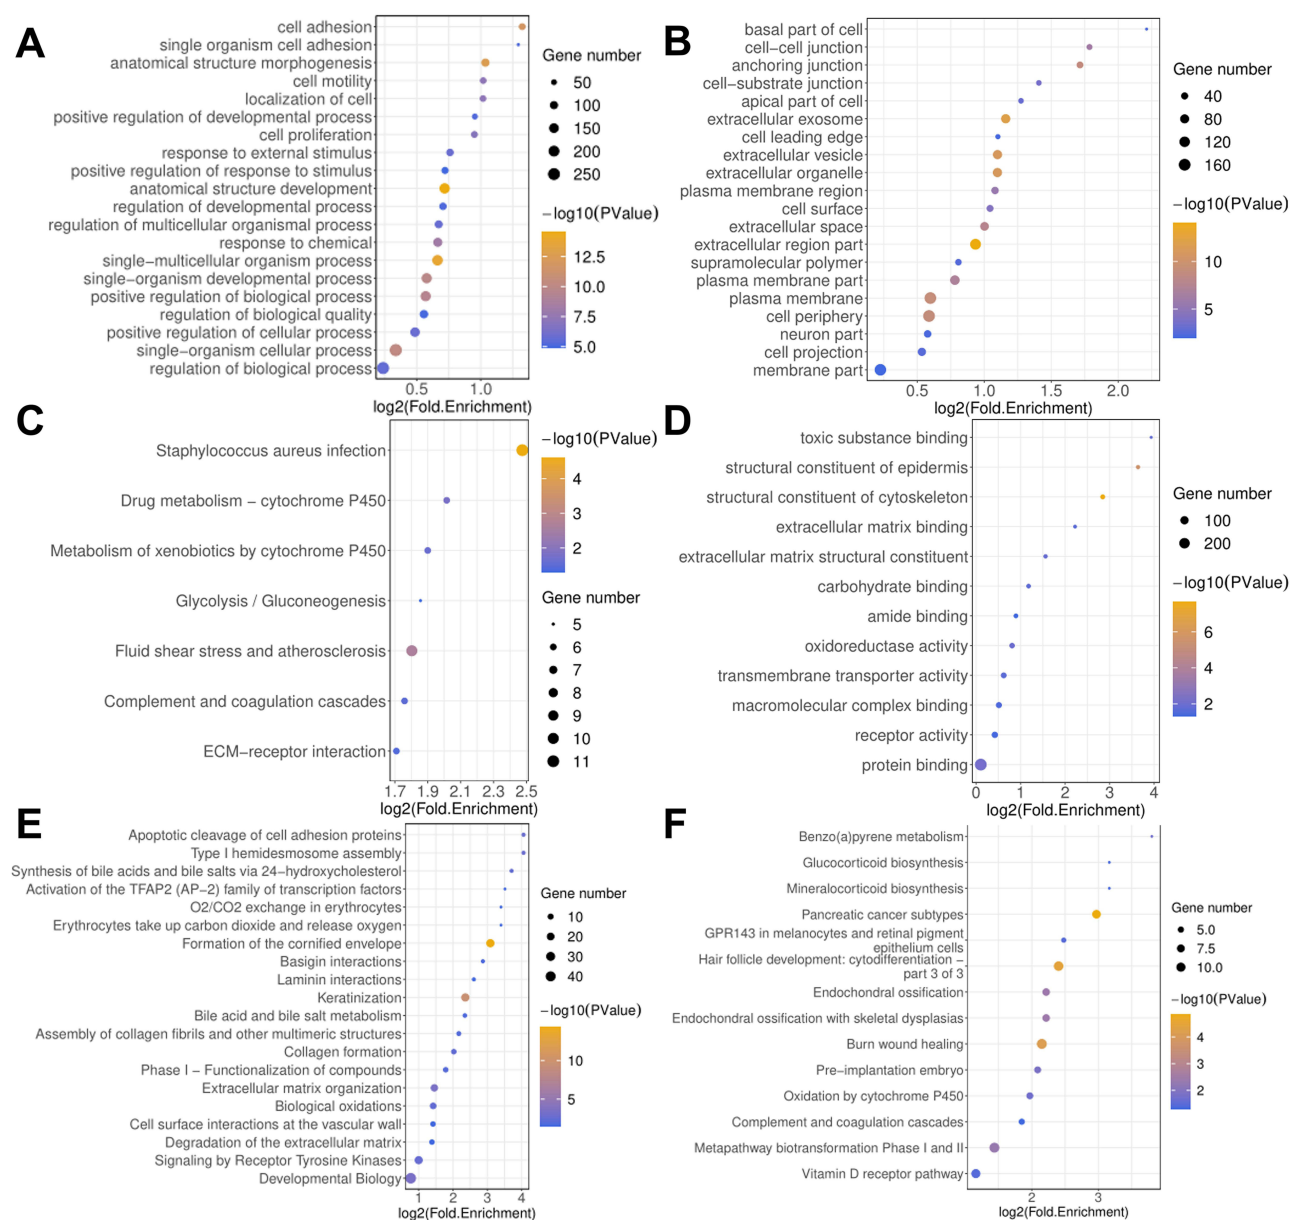 A
cell adhesion
single organism cell adhesion
anatomical structure morphogenesis
cell motility
localization of cell
positive regulation of developmental process
cell proliferation
response to external stimulus
positive regulation of response to stimulus
anatomical structure development
regulation of developmental process
regulation of multicellular organismal process
response to chemical
single−multicellular organism process
single−organism developmental process
positive regulation of biological process
regulation of biological quality
positive regulation of cellular process
single−organism cellular process
regulation of biological process
0.5 1.0
log2(Fold.Enrichment)
Gene number
50
100
150
200
250
−log10(PValue)
12.5
10.0
7.5
5.0
B
basal part of cell
cell−cell junction
anchoring junction
cell−substrate junction
apical part of cell
extracellular exosome
cell leading edge
extracellular vesicle
extracellular organelle
plasma membrane region
cell surface
extracellular space
extracellular region part
supramolecular polymer
plasma membrane part
plasma membrane
cell periphery
neuron part
cell projection
membrane part
0.5 1.0 1.5 2.0
log2(Fold.Enrichment)
Gene number
40
80
120
160
−log10(PValue)
10
5
C
Staphylococcus aureus infection
Drug metabolism − cytochrome P450
Metabolism of xenobiotics by cytochrome P450
Glycolysis / Gluconeogenesis
Fluid shear stress and atherosclerosis
Complement and coagulation cascades
ECM−receptor interaction
1.7 1.9 2.1 2.3 2.5
log2(Fold.Enrichment)
−log10(PValue)
4
3
2
Gene number
5
6
7
8
9
10
11
D
toxic substance binding
structural constituent of epidermis
structural constituent of cytoskeleton
extracellular matrix binding
extracellular matrix structural constituent
carbohydrate binding
amide binding
oxidoreductase activity
transmembrane transporter activity
macromolecular complex binding
receptor activity
protein binding
0 1 2 3 4
log2(Fold.Enrichment)
Gene number
100
200
−log10(PValue)
6
4
2
E
Apoptotic cleavage of cell adhesion proteins
Type I hemidesmosome assembly
Synthesis of bile acids and bile salts via 24−hydroxycholesterol
Activation of the TFAP2 (AP−2) family of transcription factors
O2/CO2 exchange in erythrocytes
Erythrocytes take up carbon dioxide and release oxygen
Formation of the cornified envelope
Basigin interactions
Laminin interactions
Keratinization
Bile acid and bile salt metabolism
Assembly of collagen fibrils and other multimeric structures
Collagen formation
Phase I − Functionalization of compounds
Extracellular matrix organization
Biological oxidations
Cell surface interactions at the vascular wall
Degradation of the extracellular matrix
Signaling by Receptor Tyrosine Kinases
Developmental Biology
1 2 3 4
log2(Fold.Enrichment)
Gene number
10
20
30
40
−log10(PValue)
10
5
F
Benzo(a)pyrene metabolism
Glucocorticoid biosynthesis
Mineralocorticoid biosynthesis
Pancreatic cancer subtypes
GPR143 in melanocytes and retinal pigment
epithelium cells
Hair follicle development: cytodifferentiation −
part 3 of 3
Endochondral ossification
Endochondral ossification with skeletal dysplasias
Burn wound healing
Pre−implantation embryo
Oxidation by cytochrome P450
Complement and coagulation cascades
Metapathway biotransformation Phase I and II
Vitamin D receptor pathway
2 3
log2(Fold.Enrichment)
Gene number
5.0
7.5
10.0
−log10(PValue)
4
3
2